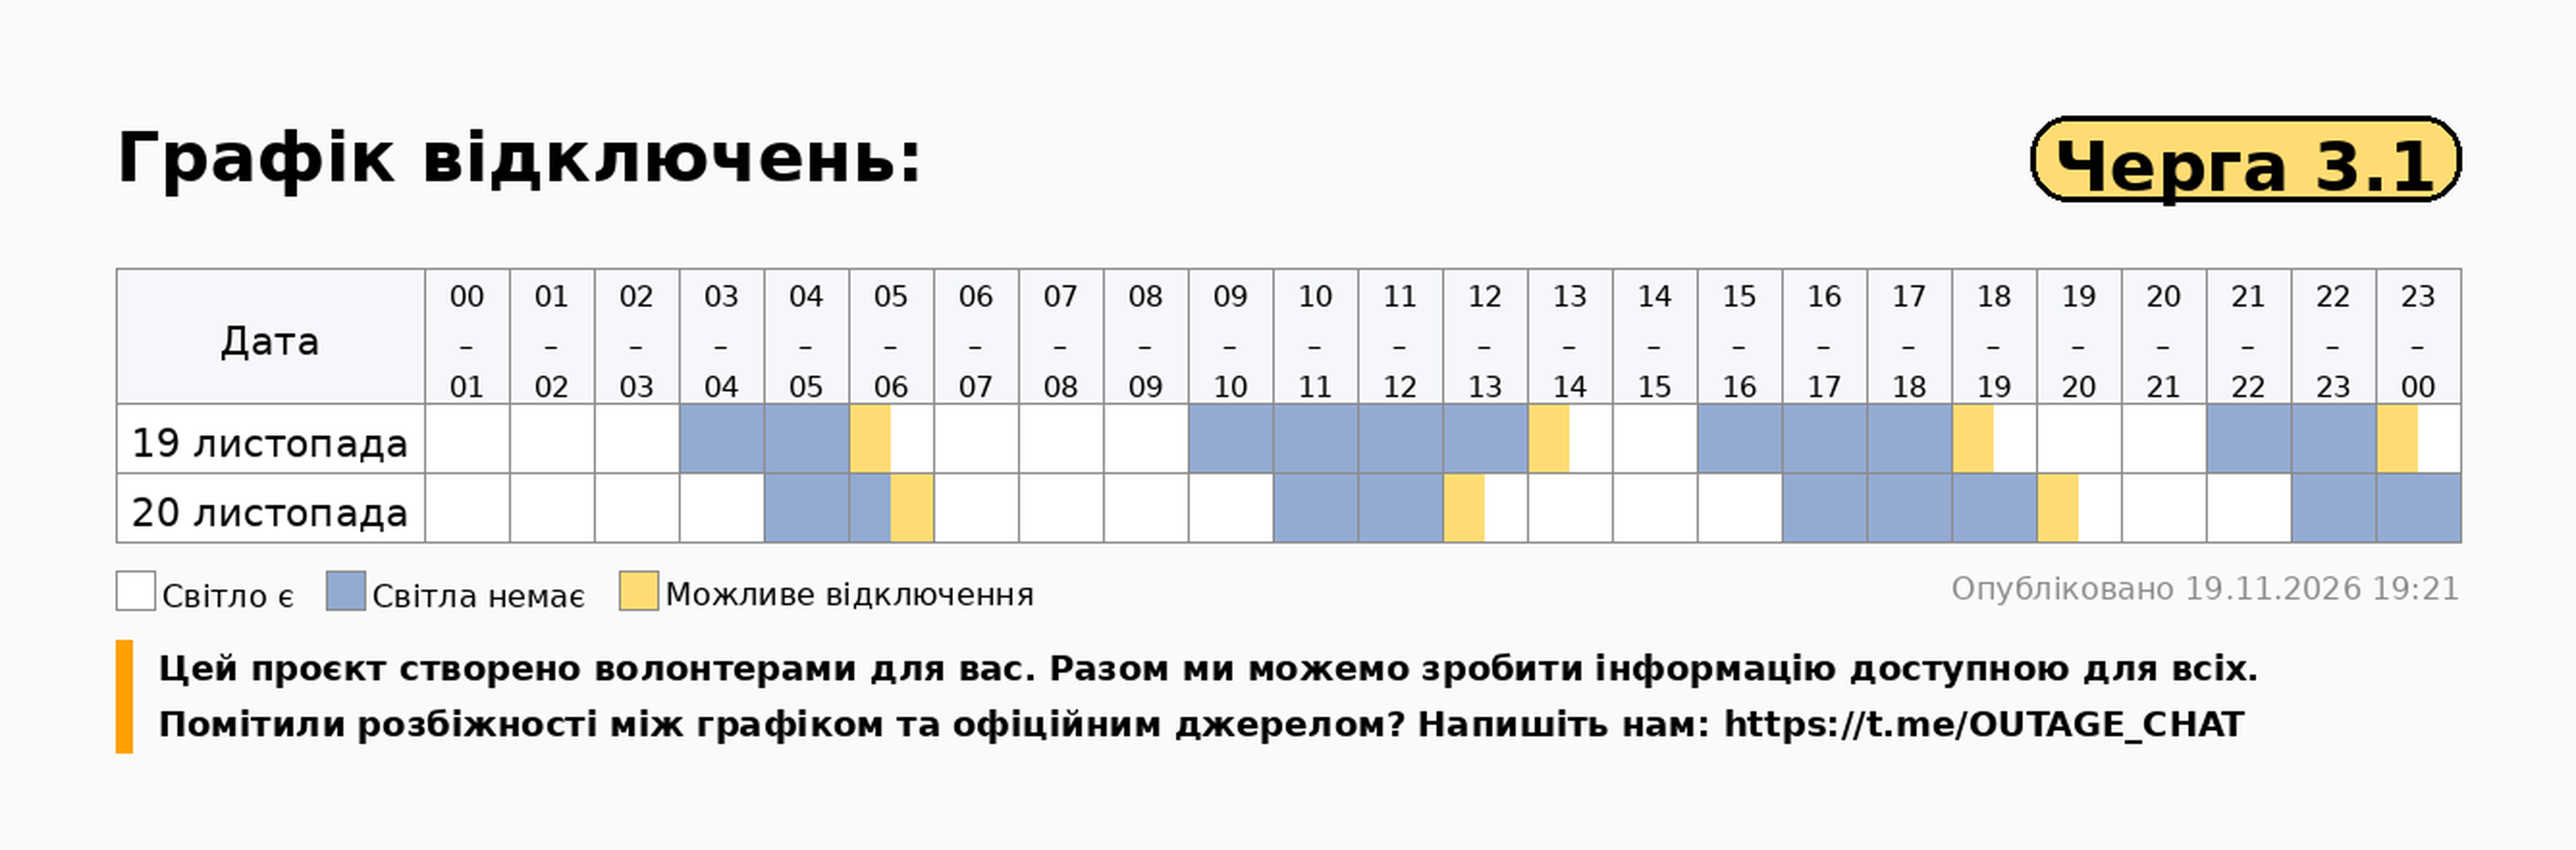 Графік відключень:
Черга 3.1
Дата
00 – 01
01 – 02
02 – 03
03 – 04
04 – 05
05 – 06
06 – 07
07 – 08
08 – 09
09 – 10
10 – 11
11 – 12
12 – 13
13 – 14
14 – 15
15 – 16
16 – 17
17 – 18
18 – 19
19 – 20
20 – 21
21 – 22
22 – 23
23 – 00
19 листопада
20 листопада
Світло є
Світла немає
Можливе відключення
Опубліковано 19.11.2026 19:21
Цей проєкт створено волонтерами для вас. Разом ми можемо зробити інформацію доступною для всіх.
Помітили розбіжності між графіком та офіційним джерелом? Напишіть нам: https://t.me/OUTAGE_CHAT